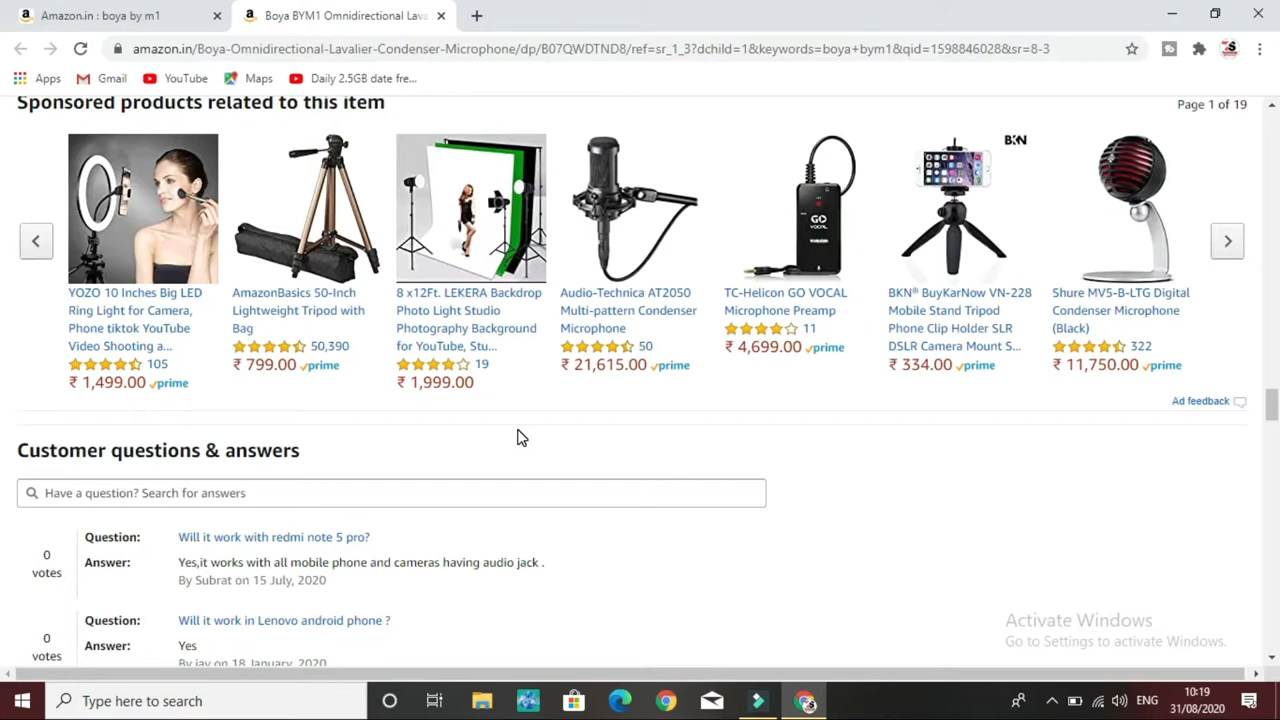 Amazon.in : boya by m1
Boya BYM1 Omnidirectional Lava
amazon.in/Boya-Omnidirectional-Lavalier-Condenser-Microphone/dp/B07QWDTND8/ref=sr_1_3?dchild=1&keywords=boya+bym1&qid=1598846028&sr=8-3
Apps Gmail YouTube Maps Daily 2.5GB date fre...
Sponsored products related to this item
Page 1 of 19
BKN
GO
VOCAL
YOZO 10 Inches Big LED
Ring Light for Camera,
Phone tiktok YouTube
Video Shooting a...
105
₹ 1,499.00 prime
AmazonBasics 50-Inch
Lightweight Tripod with
Bag
50,390
₹ 799.00 prime
8 x12Ft. LEKERA Backdrop
Photo Light Studio
Photography Background
for YouTube, Stu...
19
₹ 1,999.00
Audio-Technica AT2050
Multi-pattern Condenser
Microphone
50
₹ 21,615.00 prime
TC-Helicon GO VOCAL
Microphone Preamp
11
₹ 4,699.00 prime
BKN® BuyKarNow VN-228
Mobile Stand Tripod
Phone Clip Holder SLR
DSLR Camera Mount S...
₹ 334.00 prime
Shure MV5-B-LTG Digital
Condenser Microphone
(Black)
322
₹ 11,750.00 prime
Ad feedback
Customer questions & answers
Have a question? Search for answers
0
votes
Question: Will it work with redmi note 5 pro?
Answer: Yes,it works with all mobile phone and cameras having audio jack .
By Subrat on 15 July, 2020
0
votes
Question: Will it work in Lenovo android phone ?
Answer: Yes
By jay on 18 January, 2020
Activate Windows
Go to Settings to activate Windows.
Type here to search
ENG
10:19
31/08/2020